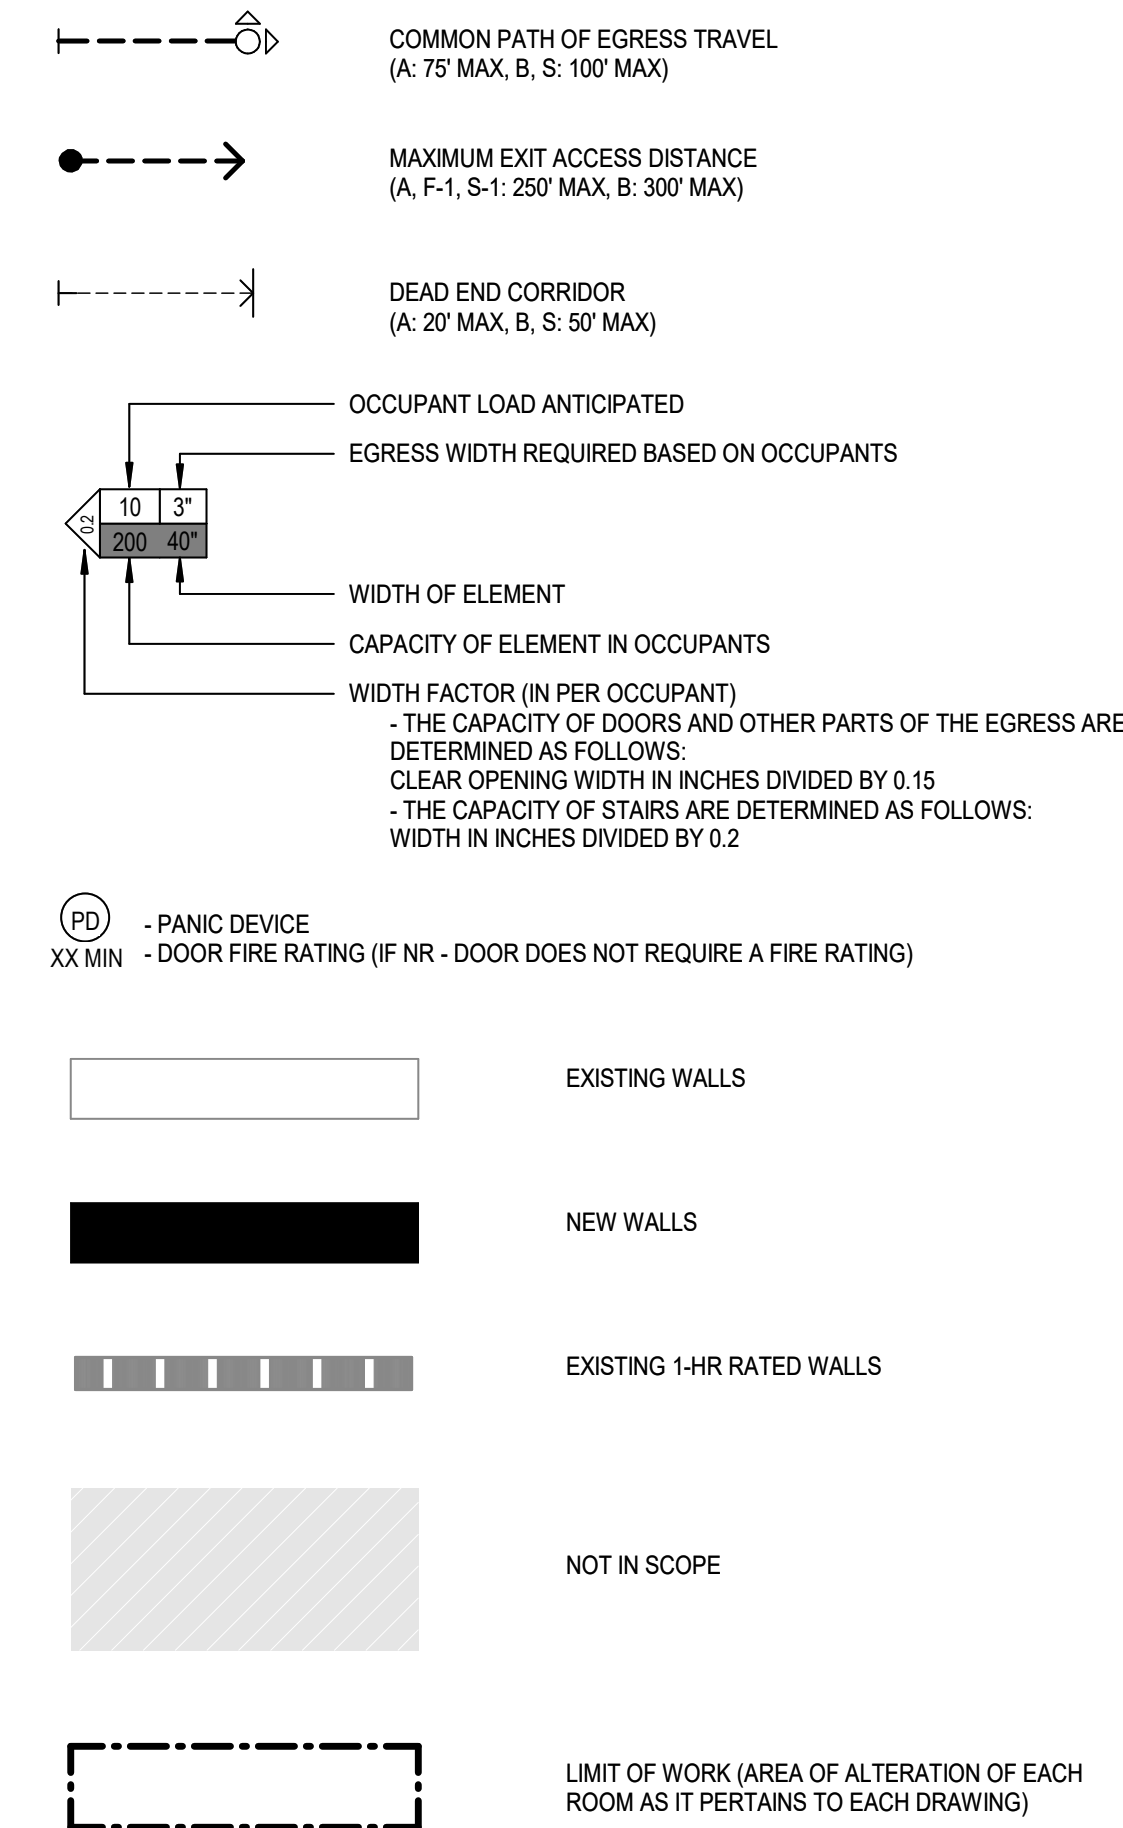 COMMON PATH OF EGRESS TRAVEL
(A: 75' MAX, B, S: 100' MAX)
MAXIMUM EXIT ACCESS DISTANCE
(A, F-1, S-1: 250' MAX, B: 300' MAX)
DEAD END CORRIDOR
(A: 20' MAX, B, S: 50' MAX)
OCCUPANT LOAD ANTICIPATED
EGRESS WIDTH REQUIRED BASED ON OCCUPANTS
0.2
10 3"
200 40"
WIDTH OF ELEMENT
CAPACITY OF ELEMENT IN OCCUPANTS
WIDTH FACTOR (IN PER OCCUPANT)
- THE CAPACITY OF DOORS AND OTHER PARTS OF THE EGRESS ARE
DETERMINED AS FOLLOWS:
CLEAR OPENING WIDTH IN INCHES DIVIDED BY 0.15
- THE CAPACITY OF STAIRS ARE DETERMINED AS FOLLOWS:
WIDTH IN INCHES DIVIDED BY 0.2
PD - PANIC DEVICE
XX MIN - DOOR FIRE RATING (IF NR - DOOR DOES NOT REQUIRE A FIRE RATING)
EXISTING WALLS
NEW WALLS
EXISTING 1-HR RATED WALLS
NOT IN SCOPE
LIMIT OF WORK (AREA OF ALTERATION OF EACH
ROOM AS IT PERTAINS TO EACH DRAWING)